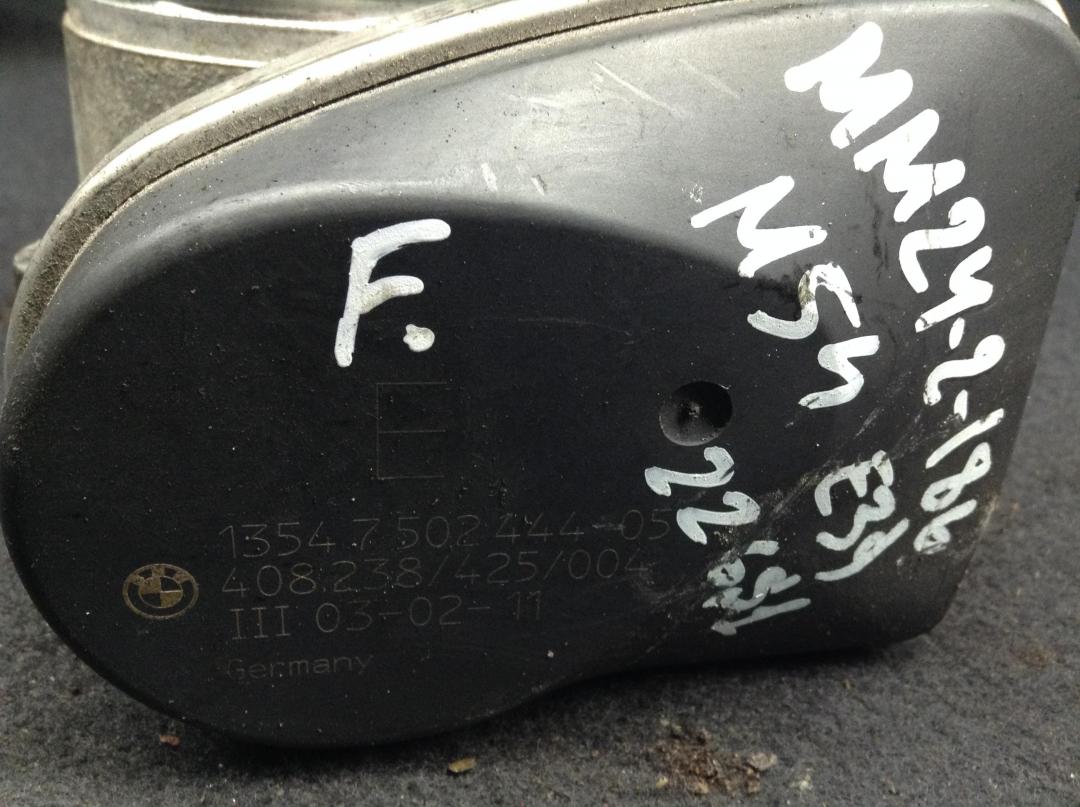 F.
1354 7 502 444-05
408.238/425/004
III 03-02-11
Germany
MM24-2-186
M54
E39
22